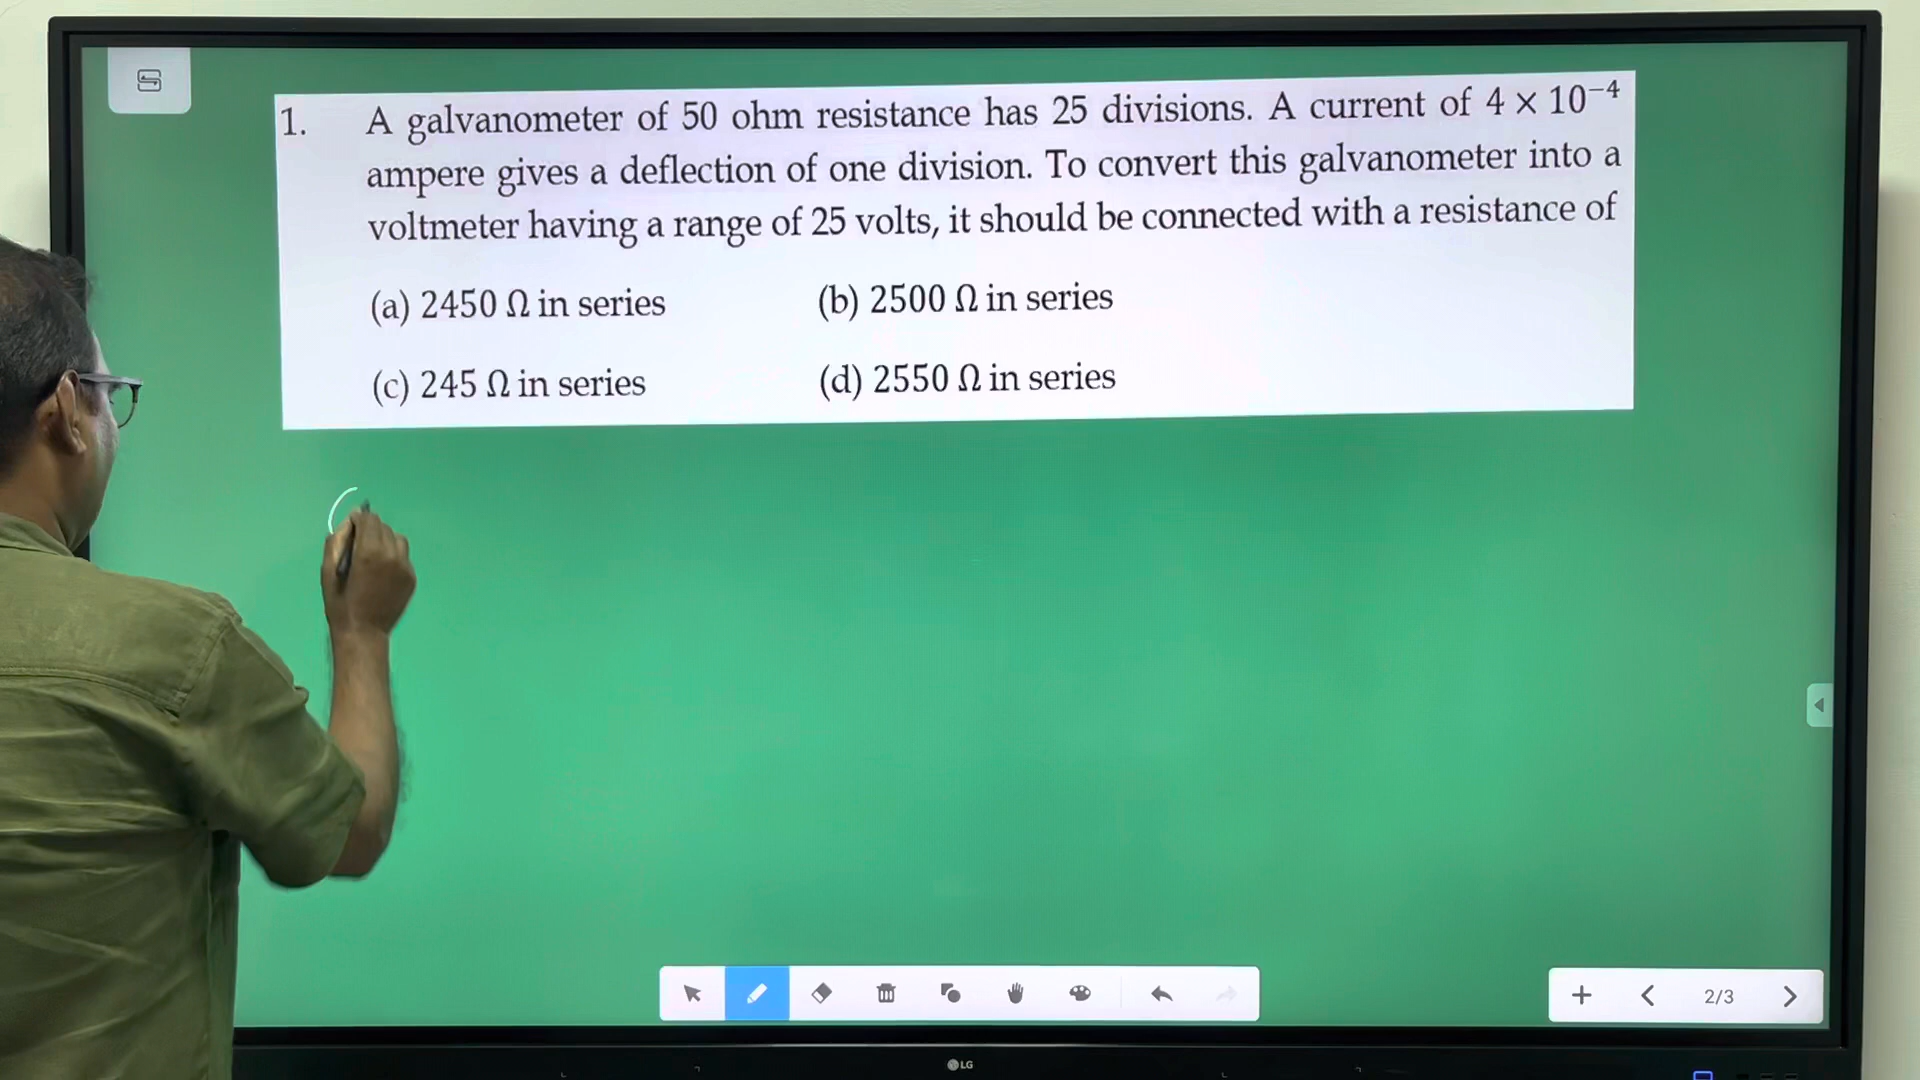 1. A galvanometer of 50 ohm resistance has 25 divisions. A current of 4 × 10⁻⁴
ampere gives a deflection of one division. To convert this galvanometer into a
voltmeter having a range of 25 volts, it should be connected with a resistance of
(a) 2450 Ω in series (b) 2500 Ω in series
(c) 245 Ω in series (d) 2550 Ω in series
2/3
LG